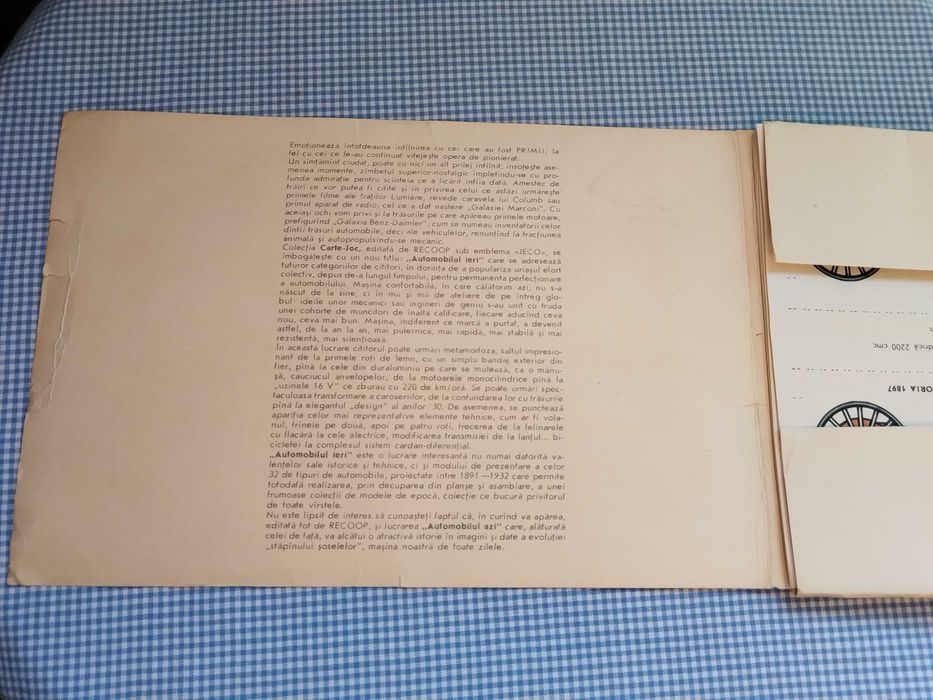 Emoționează întotdeauna întîlnirea cu cei care au fost PRIMII; la
fel cu cei ce le-au continuat vitejește opera de pionierat.
Un simțămînt ciudat, poate cu nici un alt prilej întîlnit, însoțește ase-
menea momente, zîmbetul superior-nostalgic împletindu-se cu pro-
funda admirație pentru scînteia ce a licărit întîia dată. Amestec de
trăiri ce vor putea fi citite și în privirea celui ce astăzi urmărește
primele filme ale fraților Lumière, revede caravela lui Columb sau
primul aparat de radio, cel ce a dat naștere „Galaxiei Marconi". Cu
aceiași ochi vom privi și la trăsurile pe care apăreau primele motoare,
prefigurînd „Galaxia Benz-Daimler", cum se numeau inventatorii celor
dintîi trăsuri automobile, deci ale vehiculelor, renunțînd la tracțiunea
animală și autopropulsîndu-se mecanic.
Colecția Carte-Joc, editată de RECOOP sub emblema «JECO», se
îmbogățește cu un nou titlu: „Automobilul ieri" care se adresează
tuturor categoriilor de cititori, în dorința de a populariza uriașul efort
colectiv, depus de-a lungul timpului, pentru permanenta perfecționare
a automobilului. Mașina confortabilă, în care călătorim azi, nu s-a
născut de la sine, ci în mii și mii de ateliere de pe întreg glo-
bul: ideile unor mecanici sau ingineri de geniu s-au unit cu truda
unei cohorte de muncitori de înaltă calificare, fiecare aducînd ceva
nou, ceva mai bun. Mașina, indiferent ce marcă a purtat, a devenit
astfel, de la an la an, mai puternică, mai rapidă, mai stabilă și mai
rezistentă, mai silențioasă.
În această lucrare cititorul poate urmări metamorfoza, saltul impresio-
nant de la primele roți de lemn, cu un simplu bandaj exterior din
fier, pînă la cele din duraluminiu pe care se mulează, ca o mănu-
șă, cauciucul anvelopelor, de la motoarele monocilindrice pînă la
„uzinele 16 V" ce zburau cu 220 de km/oră. Se poate urmări spec-
taculoasa transformare a caroseriilor, de la confundarea lor cu trăsurile
pînă la elegantul „design" al anilor '30. De asemenea, se punctează
apariția celor mai reprezentative elemente tehnice, cum ar fi vola-
nul, frînele pe două, apoi pe patru roți, trecerea de la felinarele
cu flacără la cele electrice, modificarea transmisiei de la lanțul... bi-
cicletei la complexul sistem cardan-diferențial.
„Automobilul ieri" este o lucrare interesantă nu numai datorită va-
lențelor sale istorice și tehnice, ci și modului de prezentare a celor
32 de tipuri de automobile, proiectate între 1891—1932 care permite
totodată realizarea, prin decuparea din planșe și asamblare, a unei
frumoase colecții de modele de epocă, colecție ce bucură privitorul
de toate vîrstele.
Nu este lipsit de interes să cunoașteți faptul că, în curînd va apărea,
editată tot de RECOOP, și lucrarea „Automobilul azi" care, alăturată
celei de față, va alcătui o atractivă istorie în imagini și date a evoluției
„stăpînului șoselelor", mașina noastră de toate zilele.
drică 2200 cmc
ORIA 1897